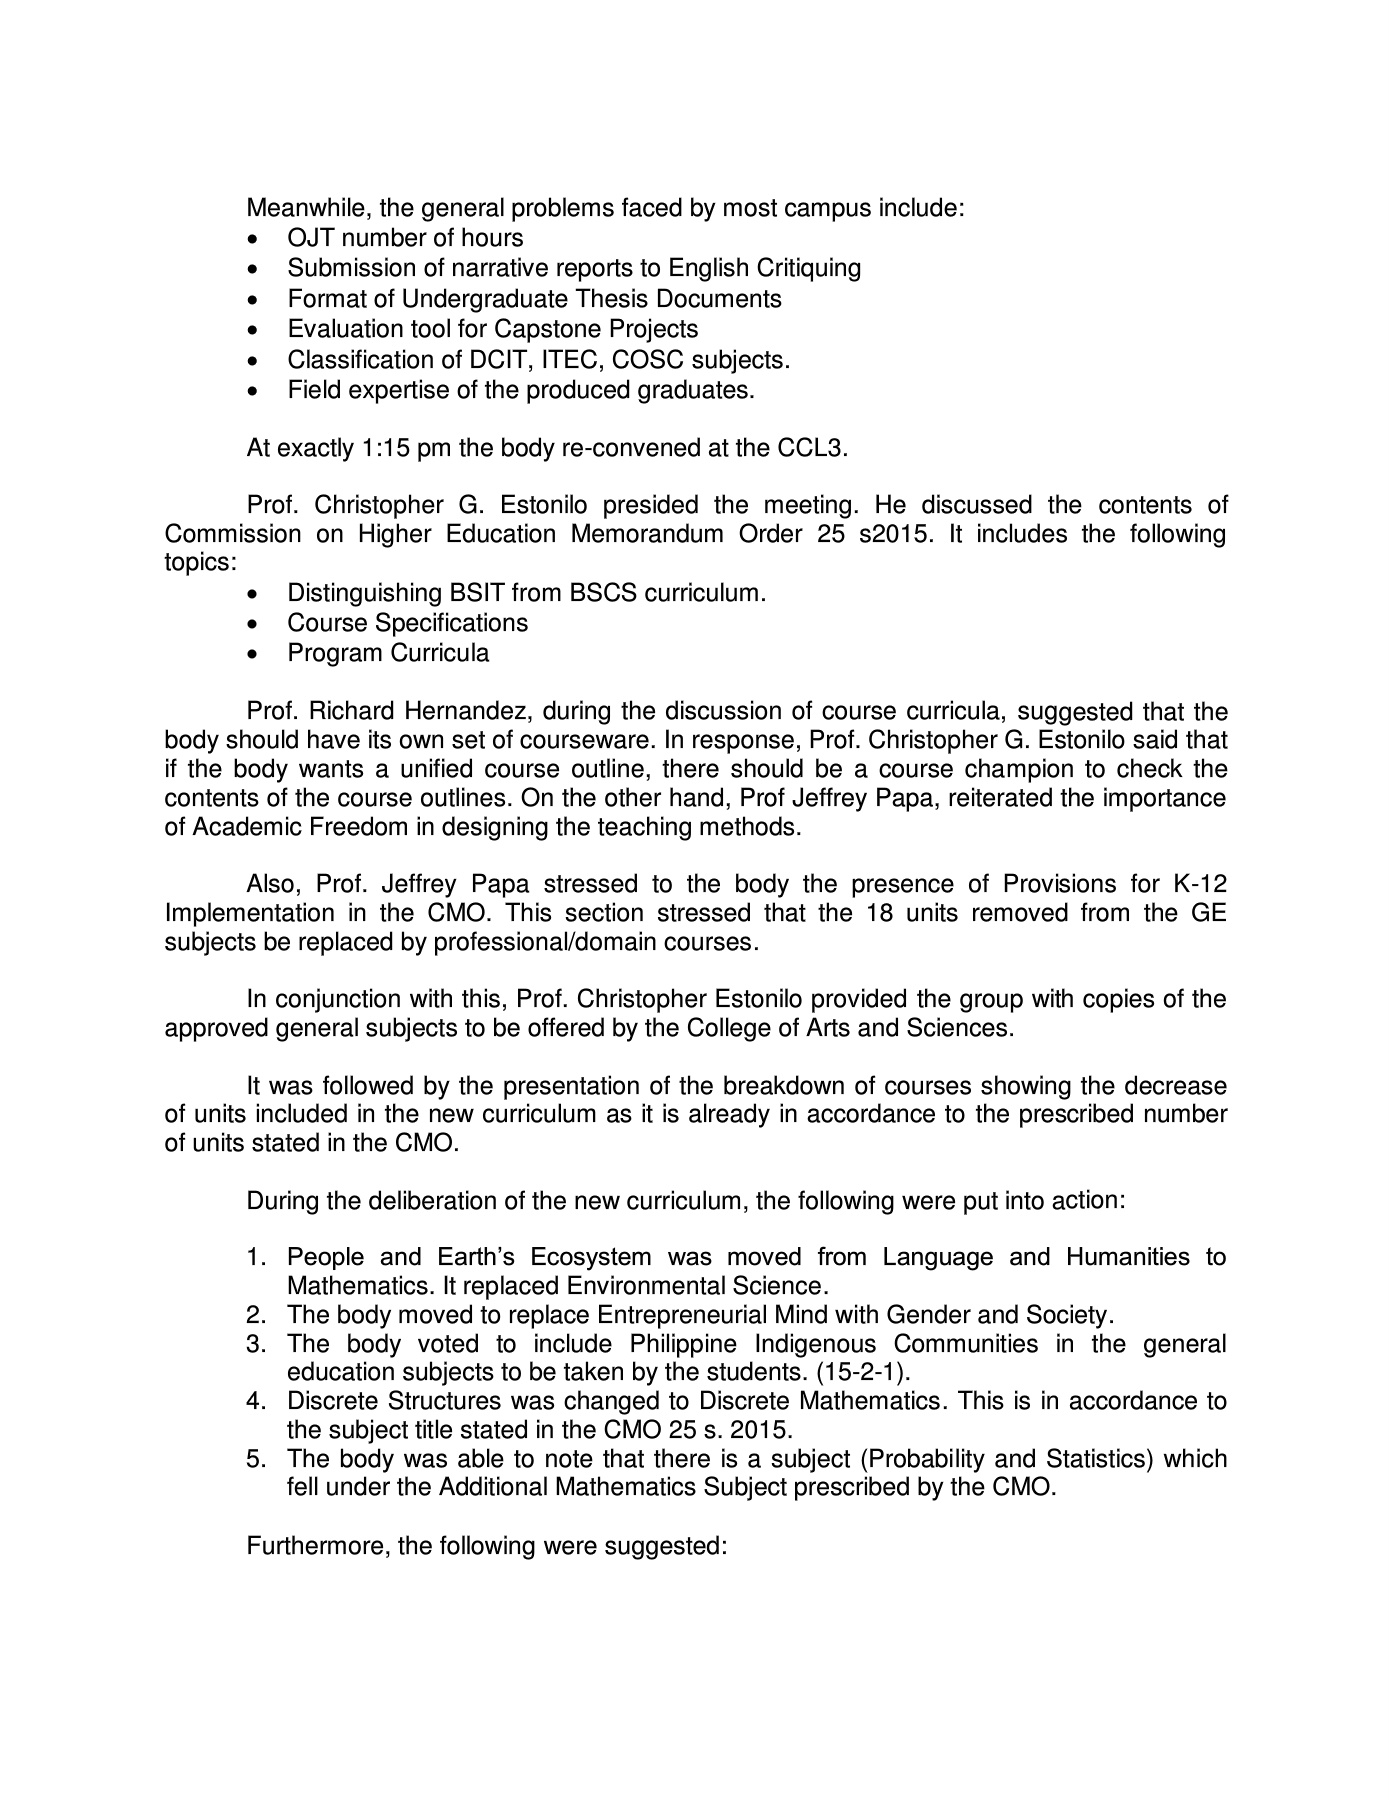 Meanwhile, the general problems faced by most campus include:
• OJT number of hours
• Submission of narrative reports to English Critiquing
• Format of Undergraduate Thesis Documents
• Evaluation tool for Capstone Projects
• Classification of DCIT, ITEC, COSC subjects.
• Field expertise of the produced graduates.
At exactly 1:15 pm the body re-convened at the CCL3.
Prof. Christopher G. Estonilo presided the meeting. He discussed the contents of
Commission on Higher Education Memorandum Order 25 s2015. It includes the following
topics:
• Distinguishing BSIT from BSCS curriculum.
• Course Specifications
• Program Curricula
Prof. Richard Hernandez, during the discussion of course curricula, suggested that the
body should have its own set of courseware. In response, Prof. Christopher G. Estonilo said that
if the body wants a unified course outline, there should be a course champion to check the
contents of the course outlines. On the other hand, Prof Jeffrey Papa, reiterated the importance
of Academic Freedom in designing the teaching methods.
Also, Prof. Jeffrey Papa stressed to the body the presence of Provisions for K-12
Implementation in the CMO. This section stressed that the 18 units removed from the GE
subjects be replaced by professional/domain courses.
In conjunction with this, Prof. Christopher Estonilo provided the group with copies of the
approved general subjects to be offered by the College of Arts and Sciences.
It was followed by the presentation of the breakdown of courses showing the decrease
of units included in the new curriculum as it is already in accordance to the prescribed number
of units stated in the CMO.
During the deliberation of the new curriculum, the following were put into action:
1. People and Earth’s Ecosystem was moved from Language and Humanities to
Mathematics. It replaced Environmental Science.
2. The body moved to replace Entrepreneurial Mind with Gender and Society.
3. The body voted to include Philippine Indigenous Communities in the general
education subjects to be taken by the students. (15-2-1).
4. Discrete Structures was changed to Discrete Mathematics. This is in accordance to
the subject title stated in the CMO 25 s. 2015.
5. The body was able to note that there is a subject (Probability and Statistics) which
fell under the Additional Mathematics Subject prescribed by the CMO.
Furthermore, the following were suggested: